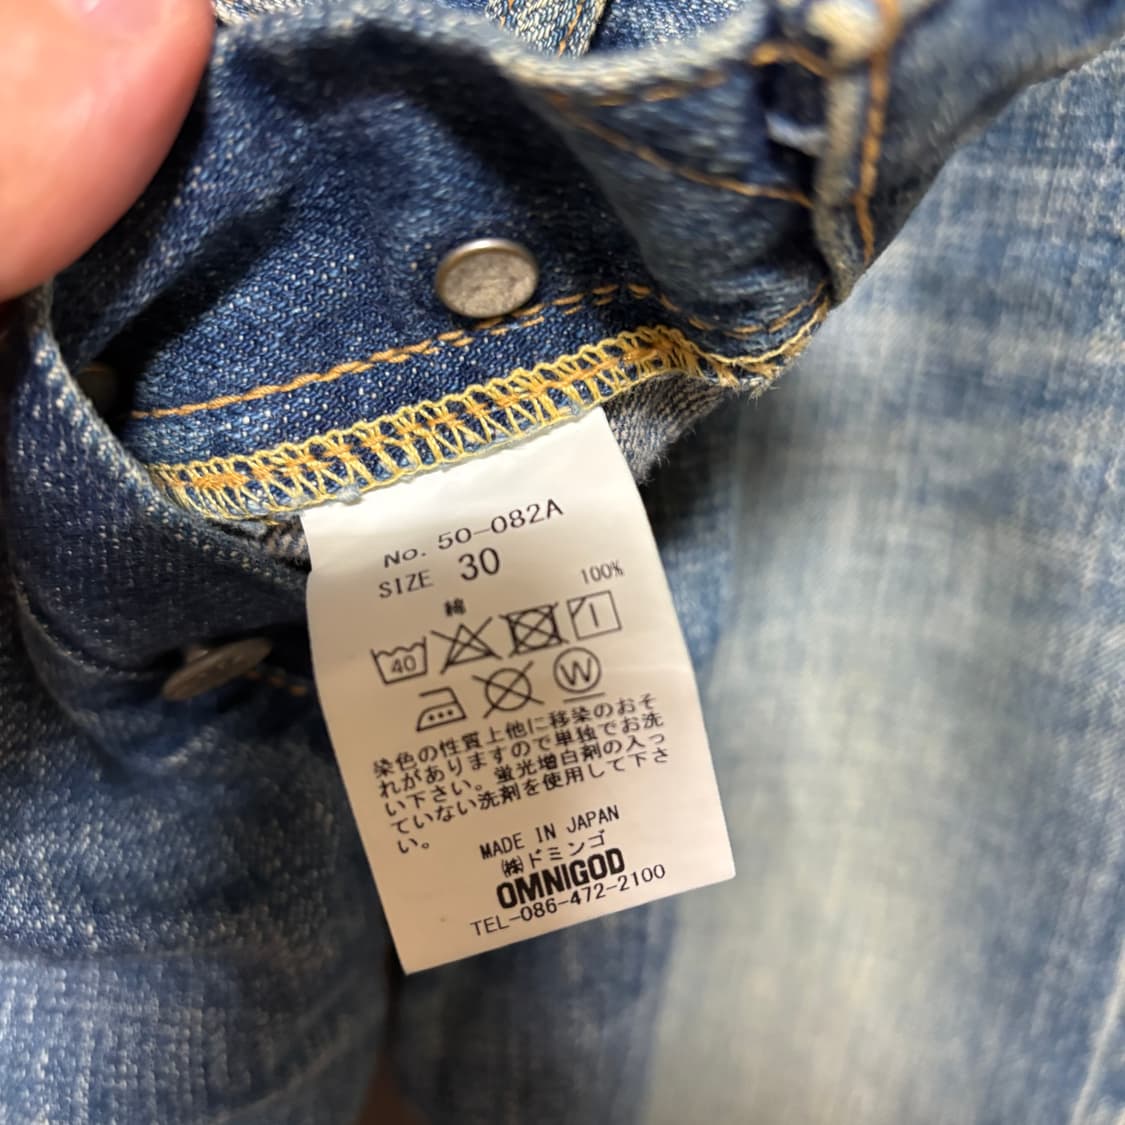 No. 50-082A
SIZE 30
綿 100%
40
W
染色の性質上他に移染のおそ
れがありますので単独でお洗
い下さい。蛍光増白剤の入っ
ていない洗剤を使用して下さ
い。
MADE IN JAPAN
㈱ドミンゴ
OMNIGOD
TEL-086-472-2100